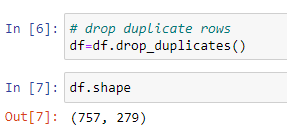 In [6]: # drop duplicate rows
df=df.drop_duplicates()
In [7]: df.shape
Out[7]: (757, 279)